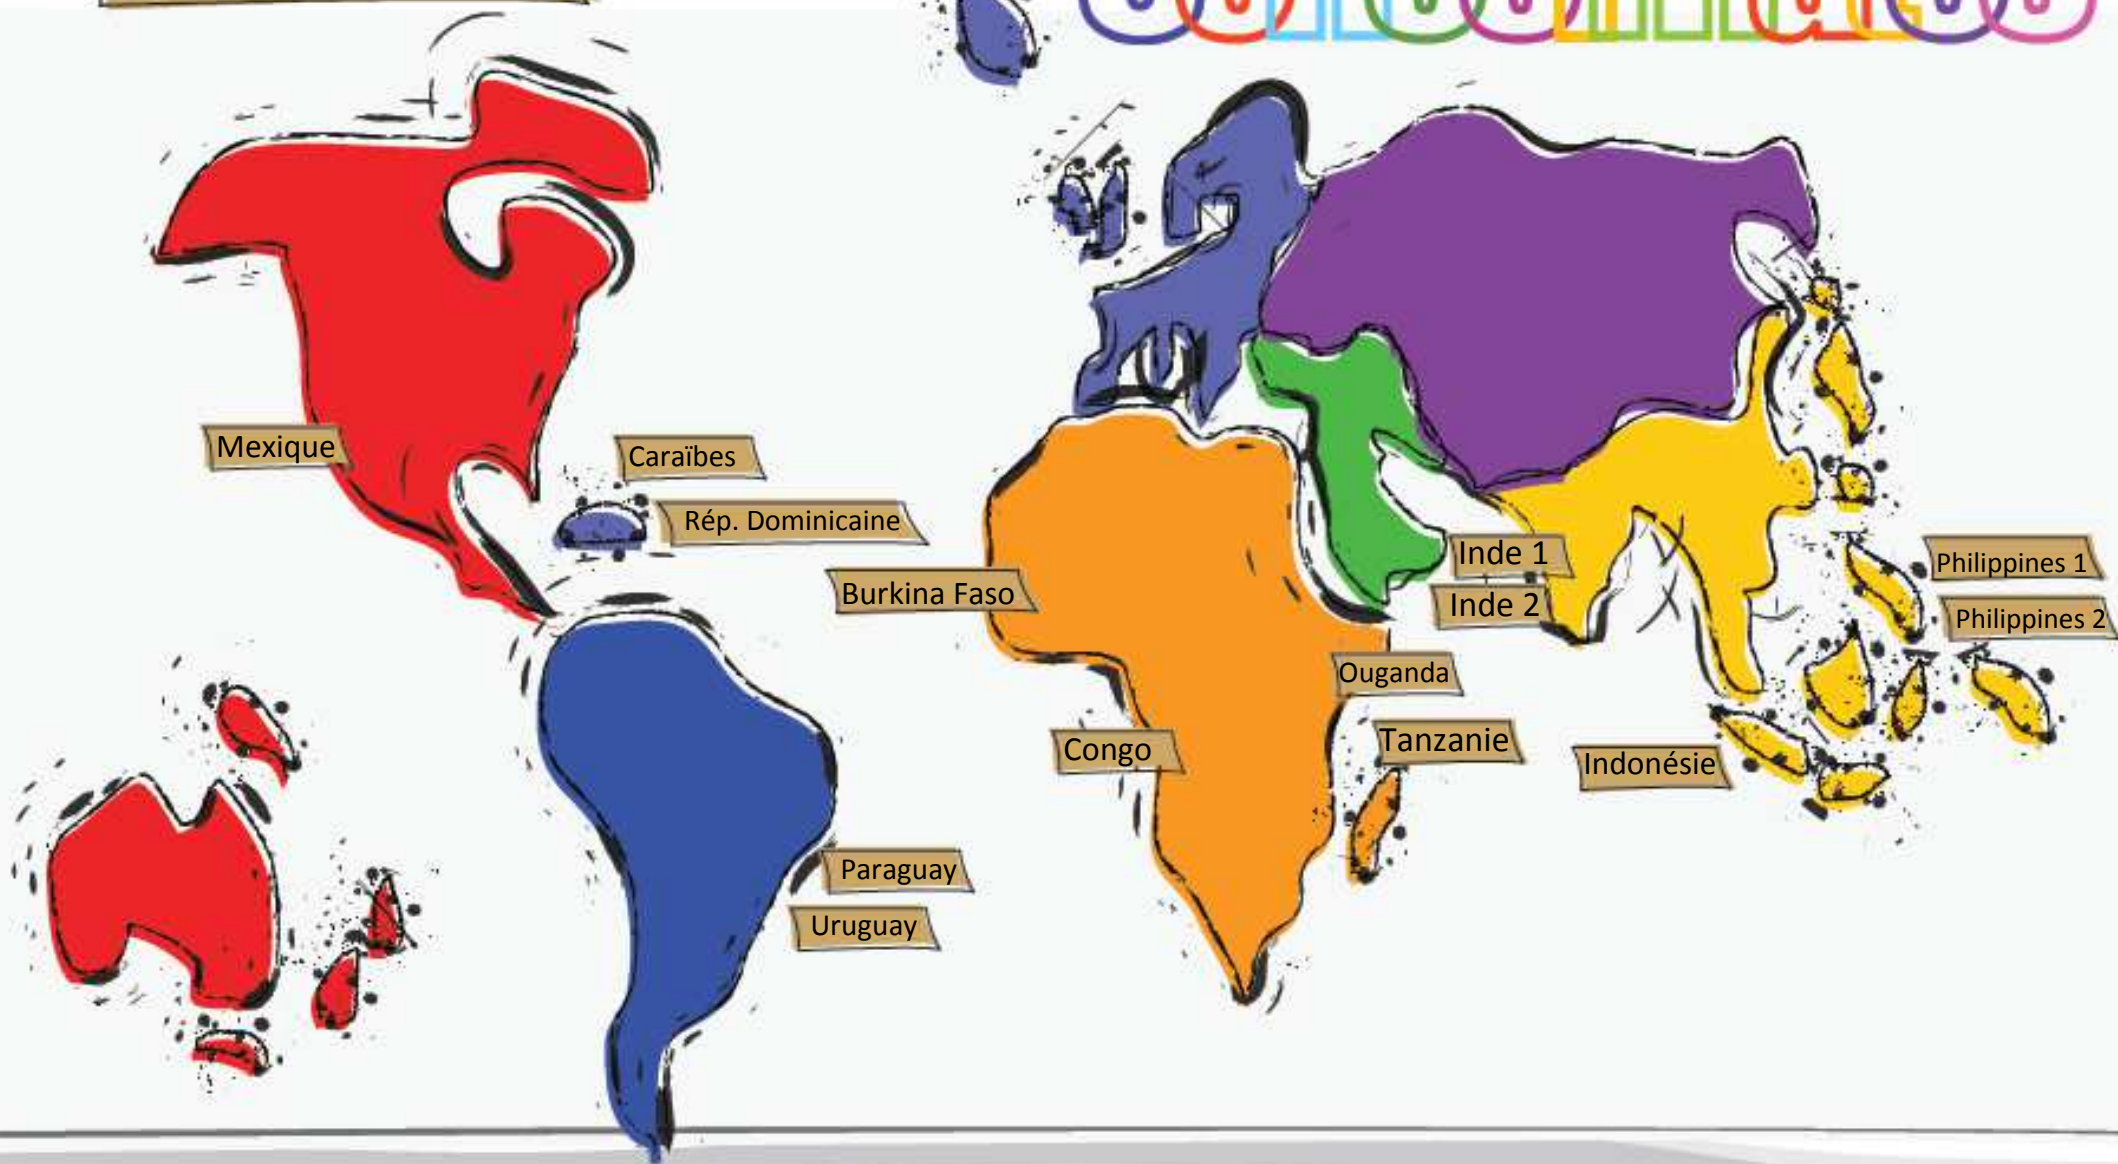 Mexique
Caraïbes
Rép. Dominicaine
Burkina Faso
Inde 1
Inde 2
Philippines 1
Philippines 2
Ouganda
Congo
Tanzanie
Indonésie
Paraguay
Uruguay